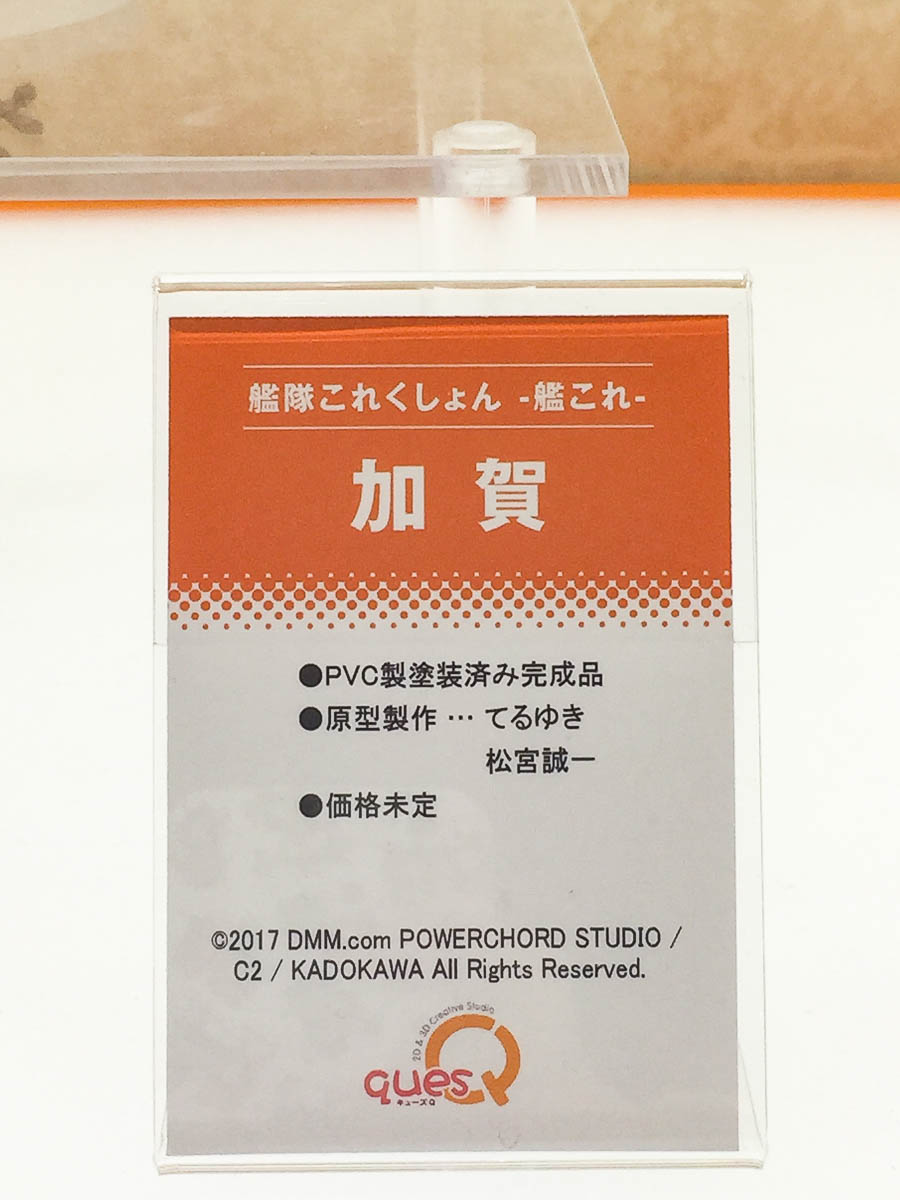 艦隊これくしょん -艦これ-
加賀
●PVC製塗装済み完成品
●原型製作 … てるゆき
松宮誠一
●価格未定
©2017 DMM.com POWERCHORD STUDIO /
C2 / KADOKAWA All Rights Reserved.
2D & 3D Creative Studio
quesQ
キューズQ